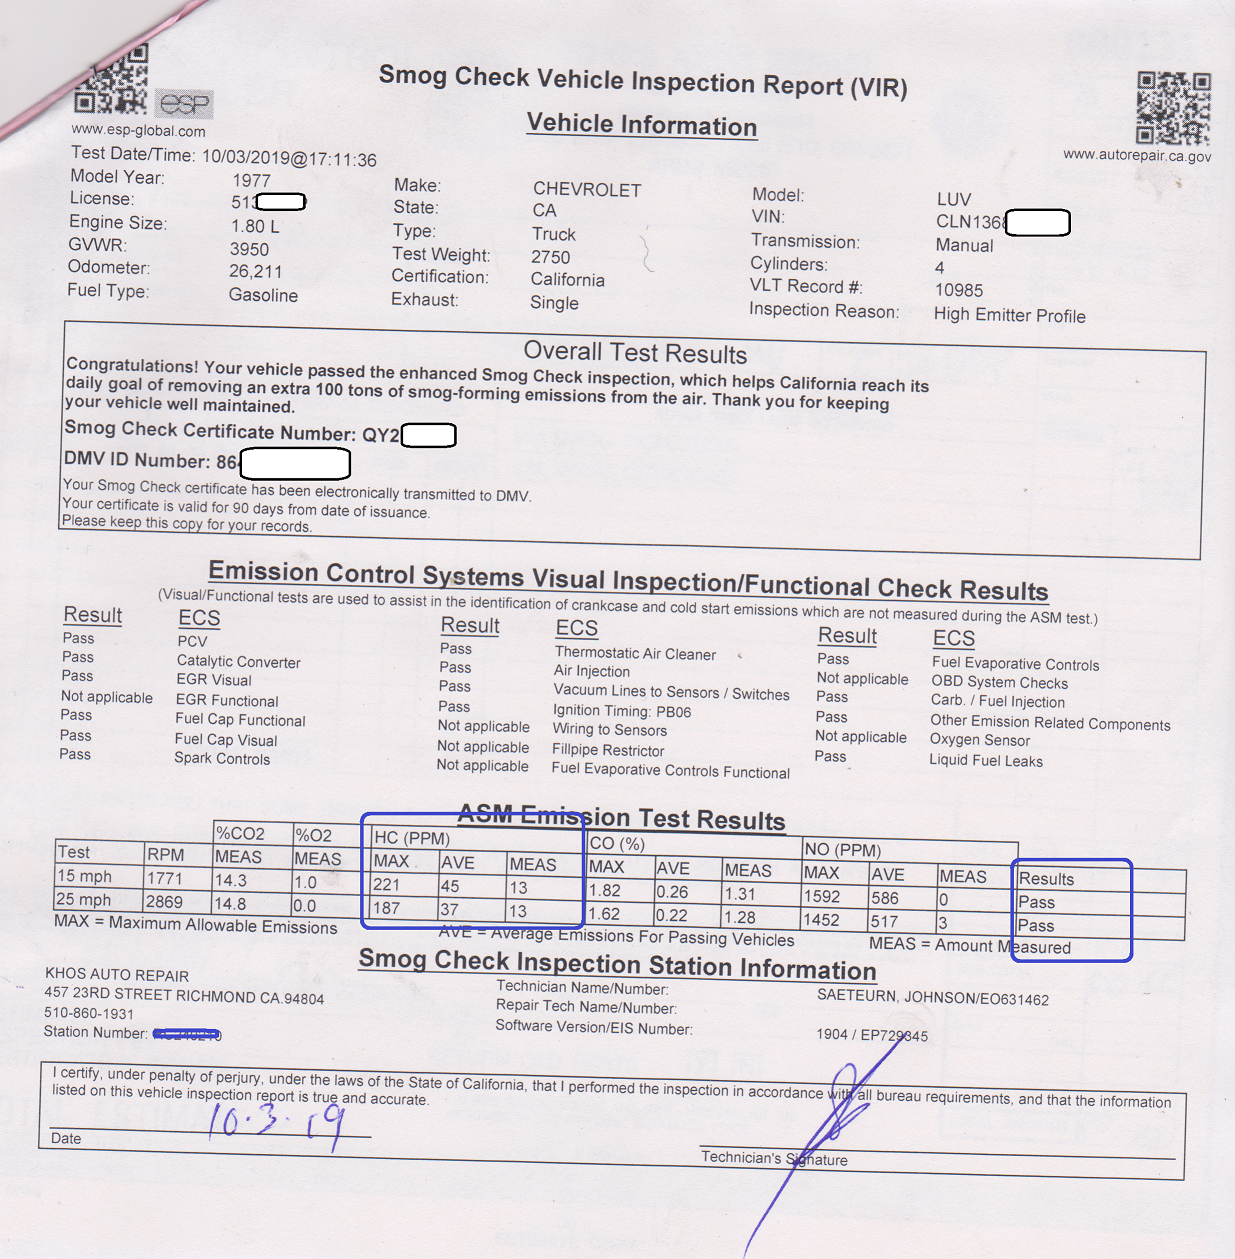 Smog Check Vehicle Inspection Report (VIR)
esp
www.esp-global.com
www.autorepair.ca.gov
Vehicle Information
Test Date/Time: 10/03/2019@17:11:36
Model Year: 1977 Make: CHEVROLET Model: LUV
License: 513 State: CA VIN: CLN136
Engine Size: 1.80 L Type: Truck Transmission: Manual
GVWR: 3950 Test Weight: 2750 Cylinders: 4
Odometer: 26,211 Certification: California VLT Record #: 10985
Fuel Type: Gasoline Exhaust: Single Inspection Reason: High Emitter Profile
Overall Test Results
Congratulations! Your vehicle passed the enhanced Smog Check inspection, which helps California reach its
daily goal of removing an extra 100 tons of smog-forming emissions from the air. Thank you for keeping
your vehicle well maintained.
Smog Check Certificate Number: QY2
DMV ID Number: 86
Your Smog Check certificate has been electronically transmitted to DMV.
Your certificate is valid for 90 days from date of issuance.
Please keep this copy for your records.
Emission Control Systems Visual Inspection/Functional Check Results
(Visual/Functional tests are used to assist in the identification of crankcase and cold start emissions which are not measured during the ASM test.)
Result ECS Result ECS Result ECS
Pass PCV Pass Thermostatic Air Cleaner Pass Fuel Evaporative Controls
Pass Catalytic Converter Pass Air Injection Not applicable OBD System Checks
Pass EGR Visual Pass Vacuum Lines to Sensors / Switches Pass Carb. / Fuel Injection
Not applicable EGR Functional Pass Ignition Timing: PB06 Pass Other Emission Related Components
Pass Fuel Cap Functional Not applicable Wiring to Sensors Not applicable Oxygen Sensor
Pass Fuel Cap Visual Not applicable Fillpipe Restrictor Pass Liquid Fuel Leaks
Pass Spark Controls Not applicable Fuel Evaporative Controls Functional
ASM Emission Test Results
%CO2 %O2 HC (PPM) CO (%) NO (PPM)
Test RPM MEAS MEAS MAX AVE MEAS MAX AVE MEAS MAX AVE MEAS Results
15 mph 1771 14.3 1.0 221 45 13 1.82 0.26 1.31 1592 586 0 Pass
25 mph 2869 14.8 0.0 187 37 13 1.62 0.22 1.28 1452 517 3 Pass
MAX = Maximum Allowable Emissions AVE = Average Emissions For Passing Vehicles MEAS = Amount Measured
Smog Check Inspection Station Information
KHOS AUTO REPAIR Technician Name/Number: SAETEURN, JOHNSON/EO631462
457 23RD STREET RICHMOND CA.94804 Repair Tech Name/Number:
510-860-1931 Software Version/EIS Number: 1904 / EP729345
Station Number:
I certify, under penalty of perjury, under the laws of the State of California, that I performed the inspection in accordance with all bureau requirements, and that the information
listed on this vehicle inspection report is true and accurate.
10.3.19
Date
Technician's Signature